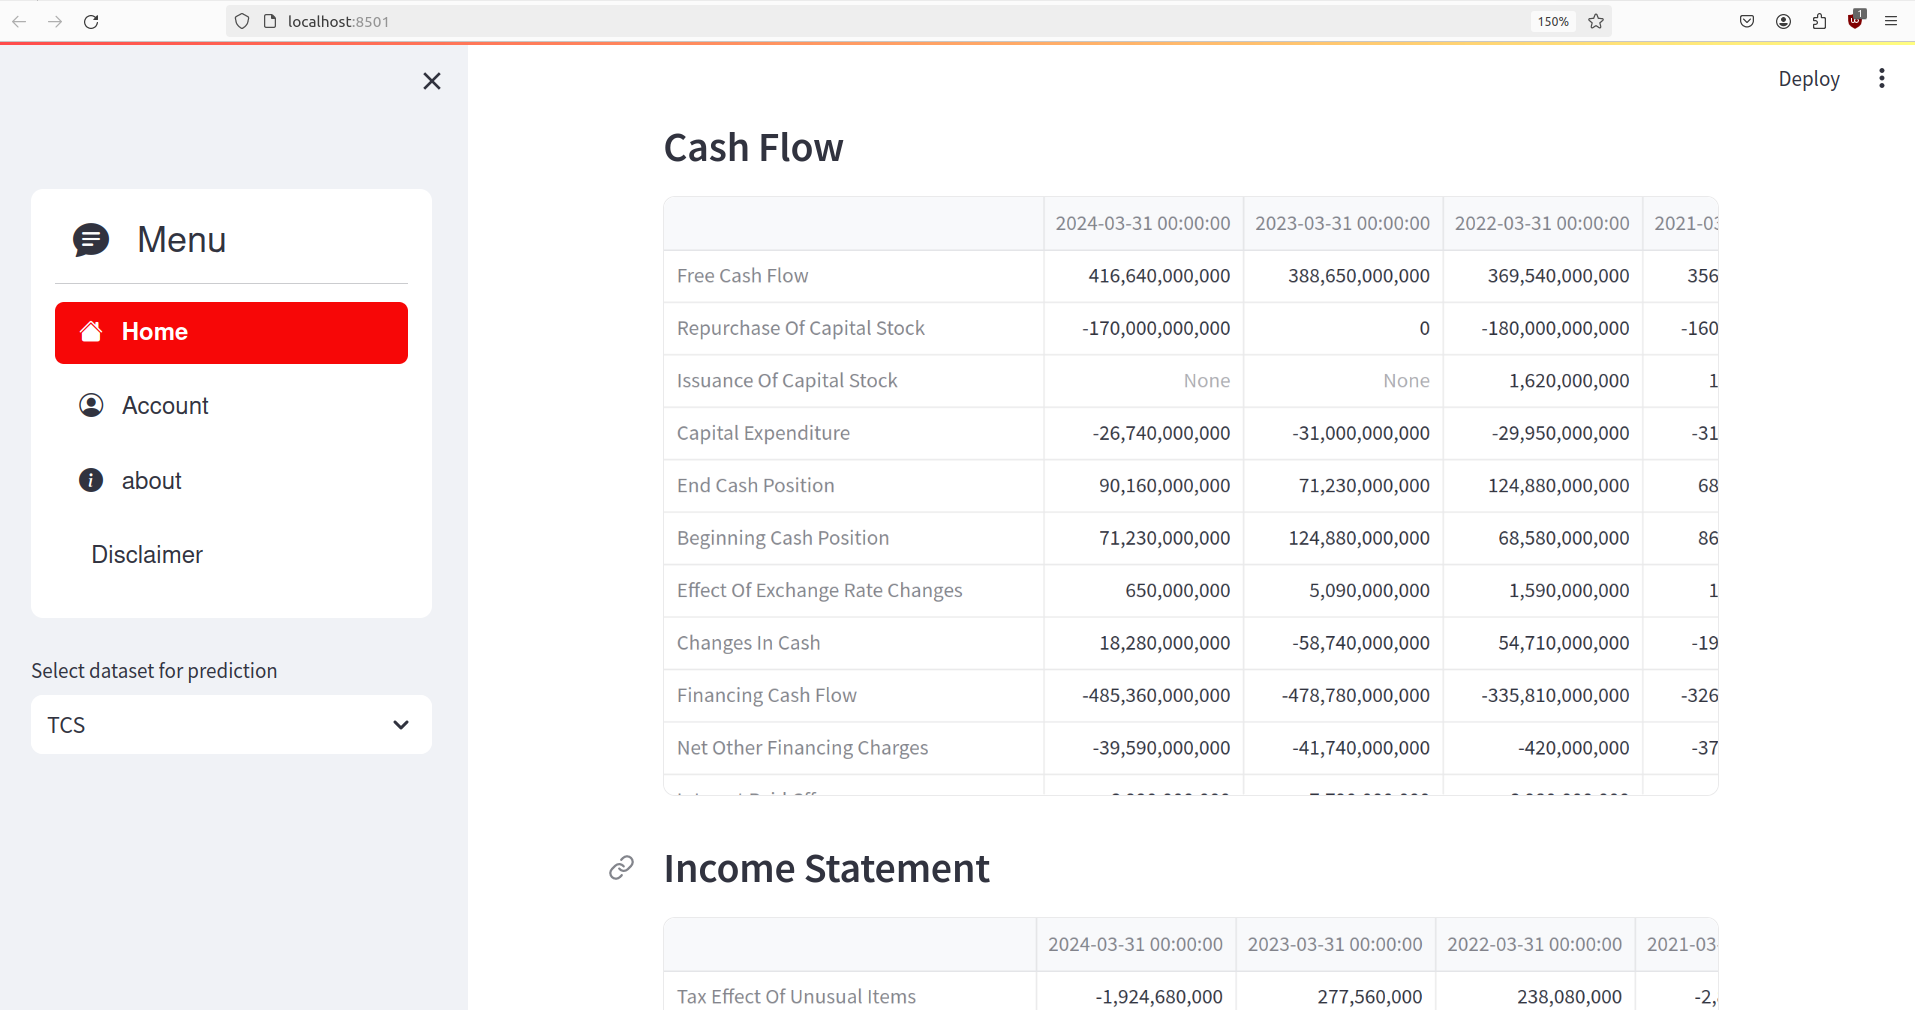 localhost:8501
150%
1
Deploy
Menu
Home
Account
about
Disclaimer
Select dataset for prediction
TCS
Cash Flow
2024-03-31 00:00:00 2023-03-31 00:00:00 2022-03-31 00:00:00 2021-03
Free Cash Flow 416,640,000,000 388,650,000,000 369,540,000,000 356
Repurchase Of Capital Stock -170,000,000,000 0 -180,000,000,000 -160
Issuance Of Capital Stock None None 1,620,000,000 1
Capital Expenditure -26,740,000,000 -31,000,000,000 -29,950,000,000 -31
End Cash Position 90,160,000,000 71,230,000,000 124,880,000,000 68
Beginning Cash Position 71,230,000,000 124,880,000,000 68,580,000,000 86
Effect Of Exchange Rate Changes 650,000,000 5,090,000,000 1,590,000,000 1
Changes In Cash 18,280,000,000 -58,740,000,000 54,710,000,000 -19
Financing Cash Flow -485,360,000,000 -478,780,000,000 -335,810,000,000 -326
Net Other Financing Charges -39,590,000,000 -41,740,000,000 -420,000,000 -37
Income Statement
2024-03-31 00:00:00 2023-03-31 00:00:00 2022-03-31 00:00:00 2021-03
Tax Effect Of Unusual Items -1,924,680,000 277,560,000 238,080,000 -2,